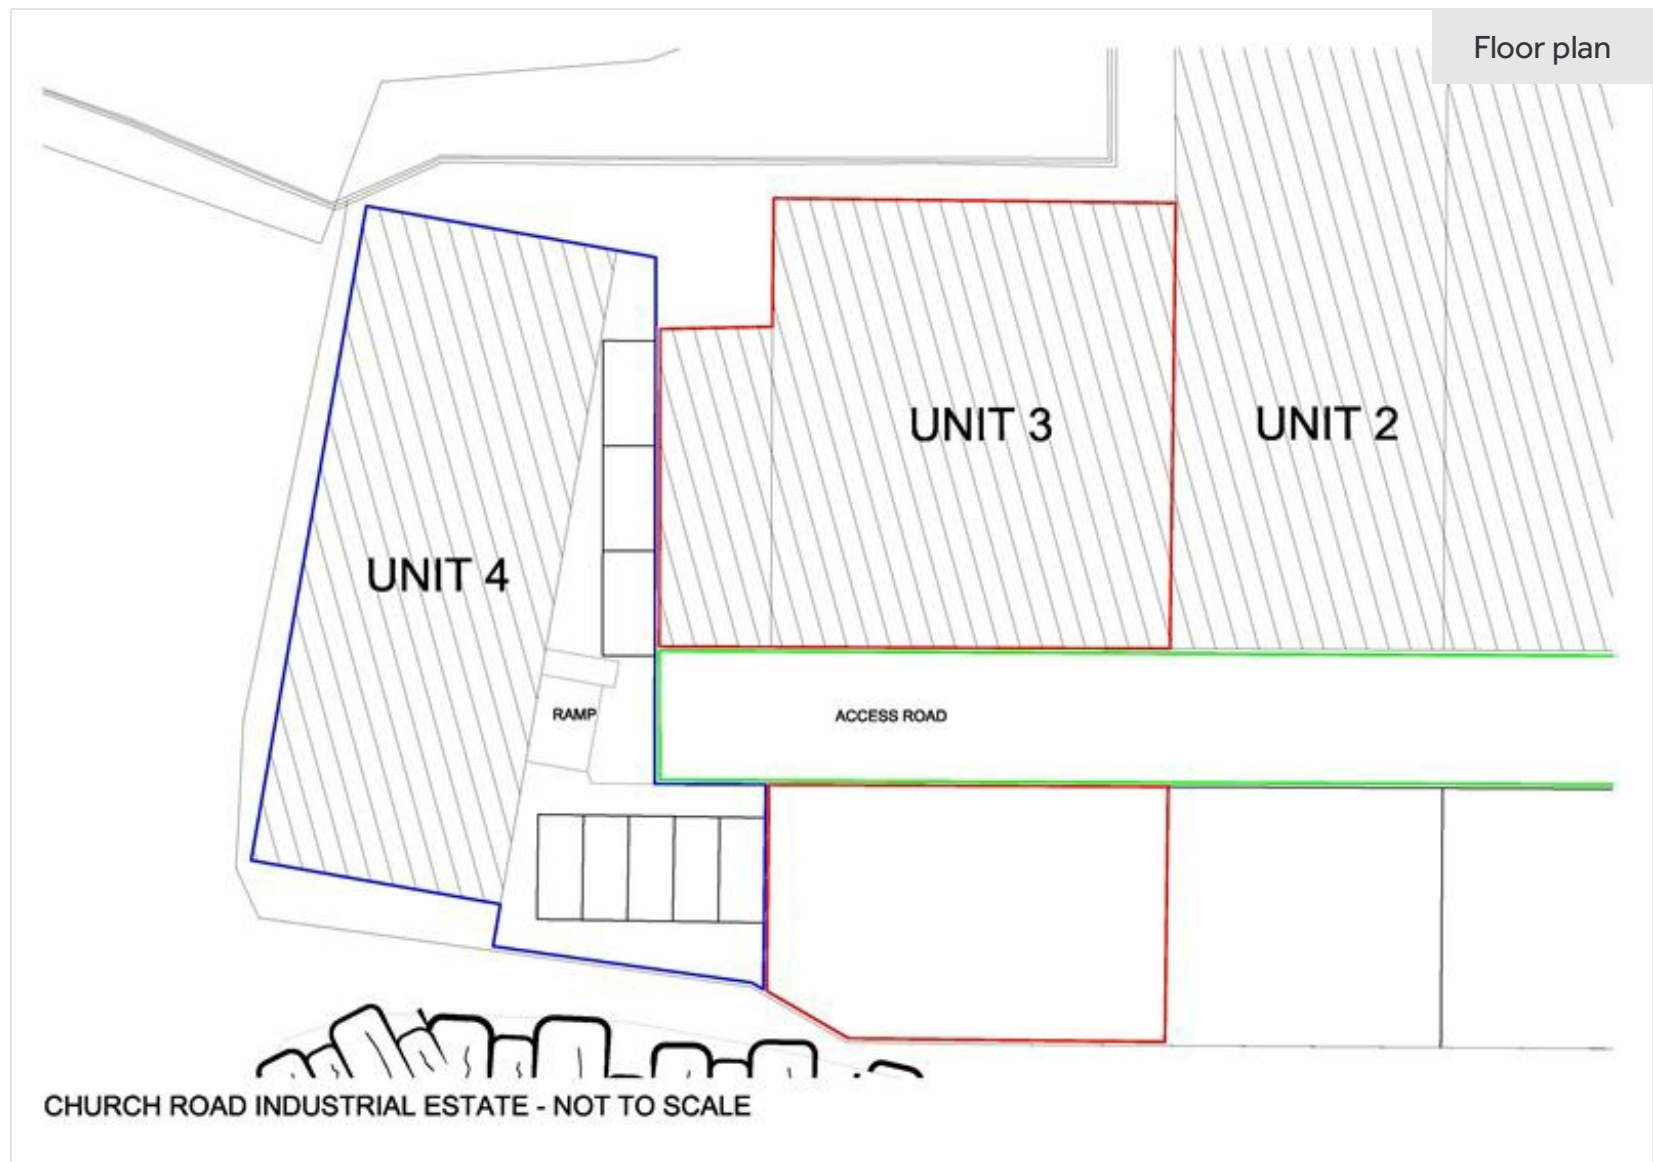 Floor plan
UNIT 3
UNIT 2
UNIT 4
RAMP
ACCESS ROAD
CHURCH ROAD INDUSTRIAL ESTATE - NOT TO SCALE